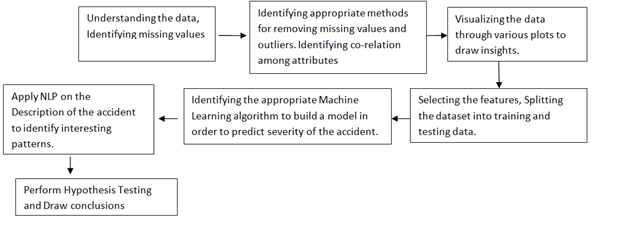 Understanding the data,
Identifying missing values
Identifying appropriate methods
for removing missing values and
outliers. Identifying co-relation
among attributes
Visualizing the data
through various plots to
draw insights.
Selecting the features, Splitting
the dataset into training and
testing data.
Identifying the appropriate Machine
Learning algorithm to build a model in
order to predict severity of the accident.
Apply NLP on the
Description of the accident
to identify interesting
patterns.
Perform Hypothesis Testing
and Draw conclusions